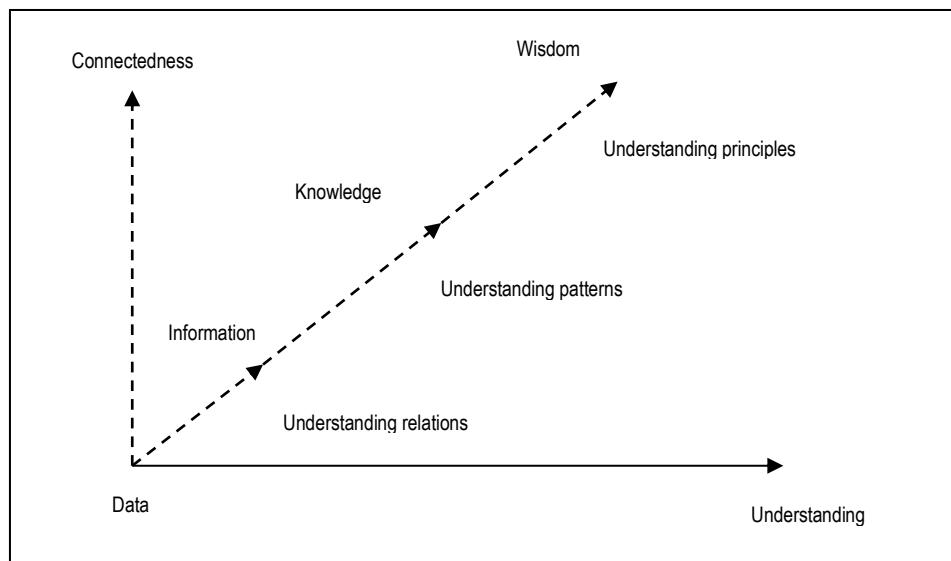 Wisdom
Connectedness
Understanding principles
Knowledge
Understanding patterns
Information
Understanding relations
Data
Understanding